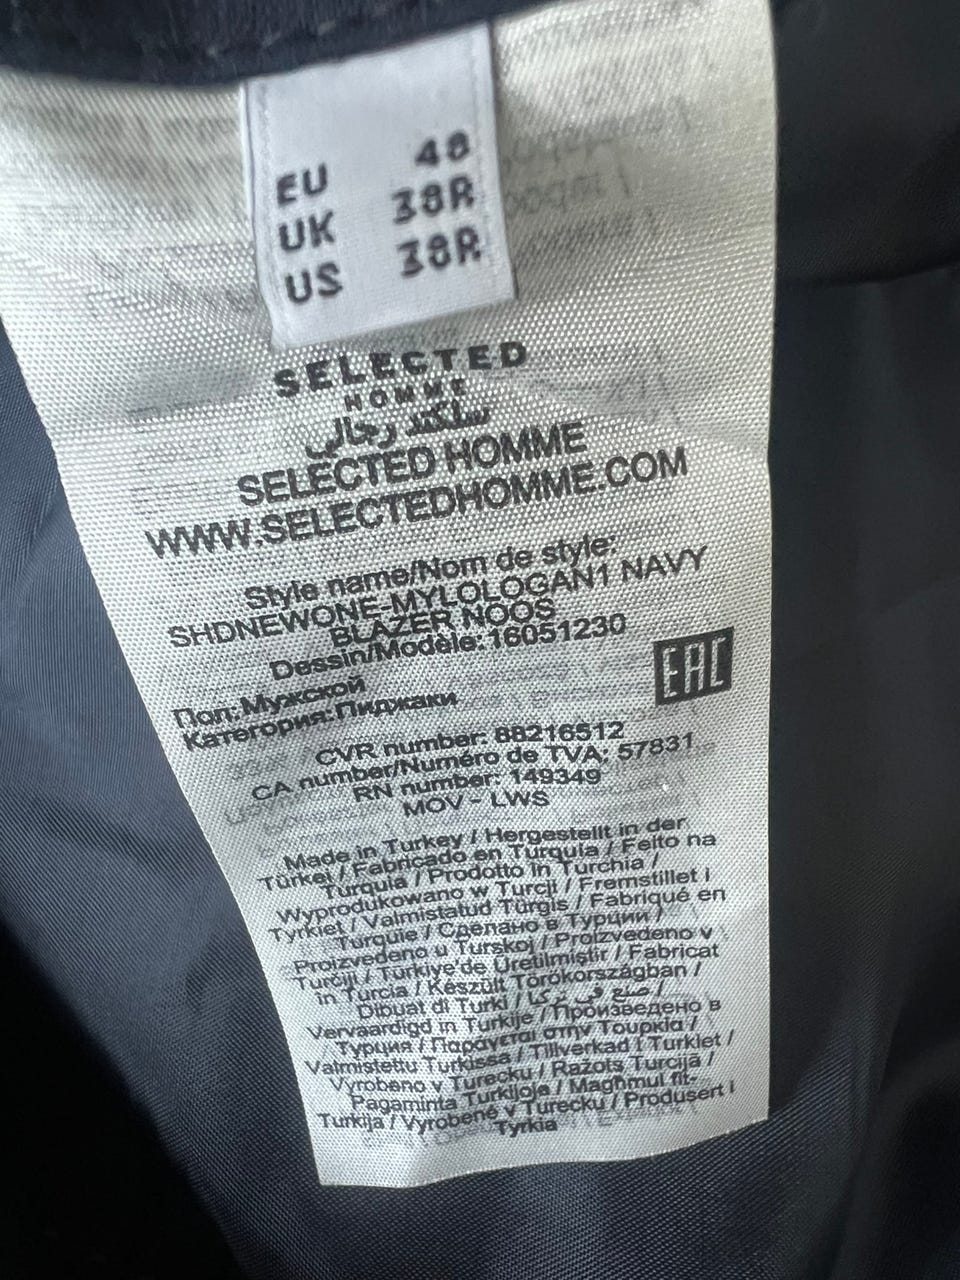 EU 48
UK 38R
US 38R
SELECTED
HOMME
سلكتد رجالي
SELECTED HOMME
WWW.SELECTEDHOMME.COM
Style name/Nom de style:
SHDNEWONE-MYLOLOGAN1 NAVY
BLAZER NOOS
Dessin/Modèle:16051230
Пол:Мужской
EAC
Категория:Пиджаки
CVR number: 88216512
CA number/Numéro de TVA: 57831
RN number: 149349
MOV - LWS
Made in Turkey / Hergestellt in der
Türkei / Fabricado en Turquia / Feito na
Turquia / Prodotto in Turchia /
Wyprodukowano w Turcji / Fremstillet i
Tyrkiet / Valmistatud Türgis / Fabriqué en
Turquie / Сделано в Турции /
Proizvedeno u Turskoj / Proizvedeno v
Turčiji / Türkiye'de Üretilmiştir / Fabricat
in Turcia / Készült Törökországban /
Dibuat di Turki / صنع في تركيا /
Vervaardigd in Turkije / Произведено в
Турция / Παραγεται στην Τουρκία /
Valmistettu Turkissa / Tillverkad i Turkiet /
Vyrobeno v Turecku / Ražots Turcijā /
Pagaminta Turkijoje / Magħmul fit-
Turkija / Vyrobené v Turecku / Produsert i
Tyrkia